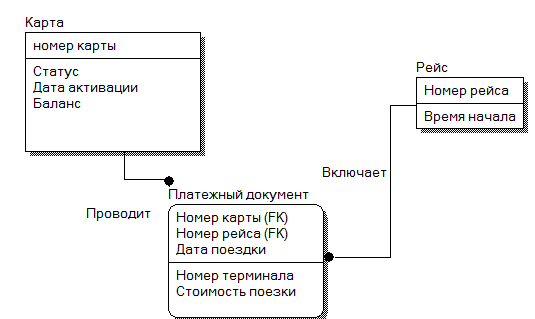 Карта
номер карты
Статус
Дата активации
Баланс
Рейс
Номер рейса
Время начала
Включает
Проводит
Платежный документ
Номер карты (FK)
Номер рейса (FK)
Дата поездки
Номер терминала
Стоимость поезки